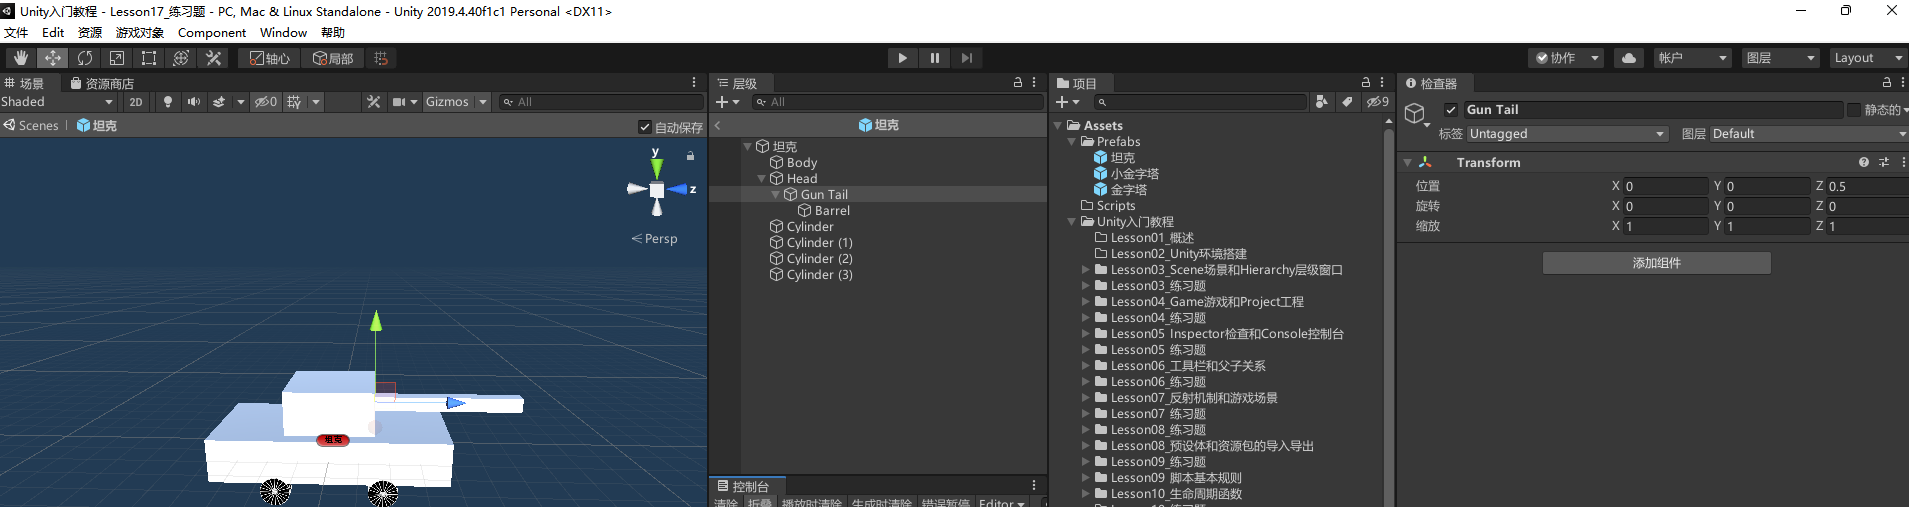 Unity入门教程 - Lesson17_练习题 - PC, Mac & Linux Standalone - Unity 2019.4.40f1c1 Personal <DX11>
文件 Edit 资源 游戏对象 Component Window 帮助
轴心 局部 协作 帐户 图层 Layout
场景 资源商店
Shaded 2D 0 Gizmos All
Scenes 坦克 自动保存
y
z
Persp
坦克
层级
All
坦克
坦克
Body
Head
Gun Tail
Barrel
Cylinder
Cylinder (1)
Cylinder (2)
Cylinder (3)
控制台
清除 折叠 播放时清除 生成时清除 错误暂停 Editor
项目
9
Assets
Prefabs
坦克
小金字塔
金字塔
Scripts
Unity入门教程
Lesson01_概述
Lesson02_Unity环境搭建
Lesson03_Scene场景和Hierarchy层级窗口
Lesson03_练习题
Lesson04_Game游戏和Project工程
Lesson04_练习题
Lesson05_Inspector检查和Console控制台
Lesson05_练习题
Lesson06_工具栏和父子关系
Lesson06_练习题
Lesson07_反射机制和游戏场景
Lesson07_练习题
Lesson08_练习题
Lesson08_预设体和资源包的导入导出
Lesson09_练习题
Lesson09_脚本基本规则
Lesson10_生命周期函数
Lesson10_练习题
检查器
Gun Tail 静态的
标签 Untagged 图层 Default
Transform
位置 X 0 Y 0 Z 0.5
旋转 X 0 Y 0 Z 0
缩放 X 1 Y 1 Z 1
添加组件